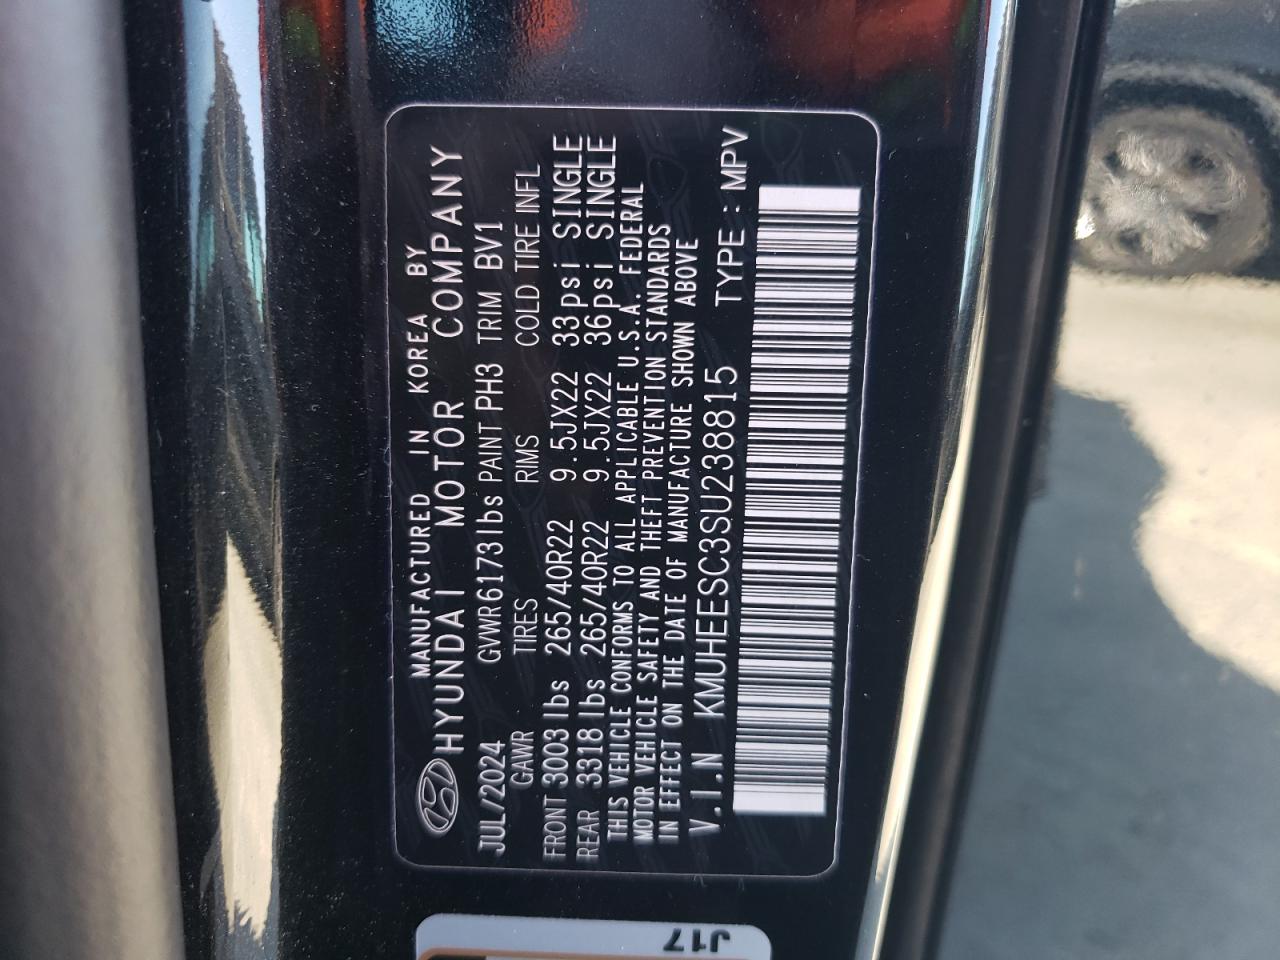 MANUFACTURED IN KOREA BY
HYUNDAI MOTOR COMPANY
JUL/2024 GVWR6173lbs PAINT PH3 TRIM BV1
GAWR TIRES RIMS COLD TIRE INFL
FRONT 3003lbs 265/40R22 9.5JX22 33psi SINGLE
REAR 3318lbs 265/40R22 9.5JX22 36psi SINGLE
THIS VEHICLE CONFORMS TO ALL APPLICABLE U.S.A. FEDERAL
MOTOR VEHICLE SAFETY AND THEFT PREVENTION STANDARDS
IN EFFECT ON THE DATE OF MANUFACTURE SHOWN ABOVE
V.I.N KMUHEESC3SU238815 TYPE : MPV
J17